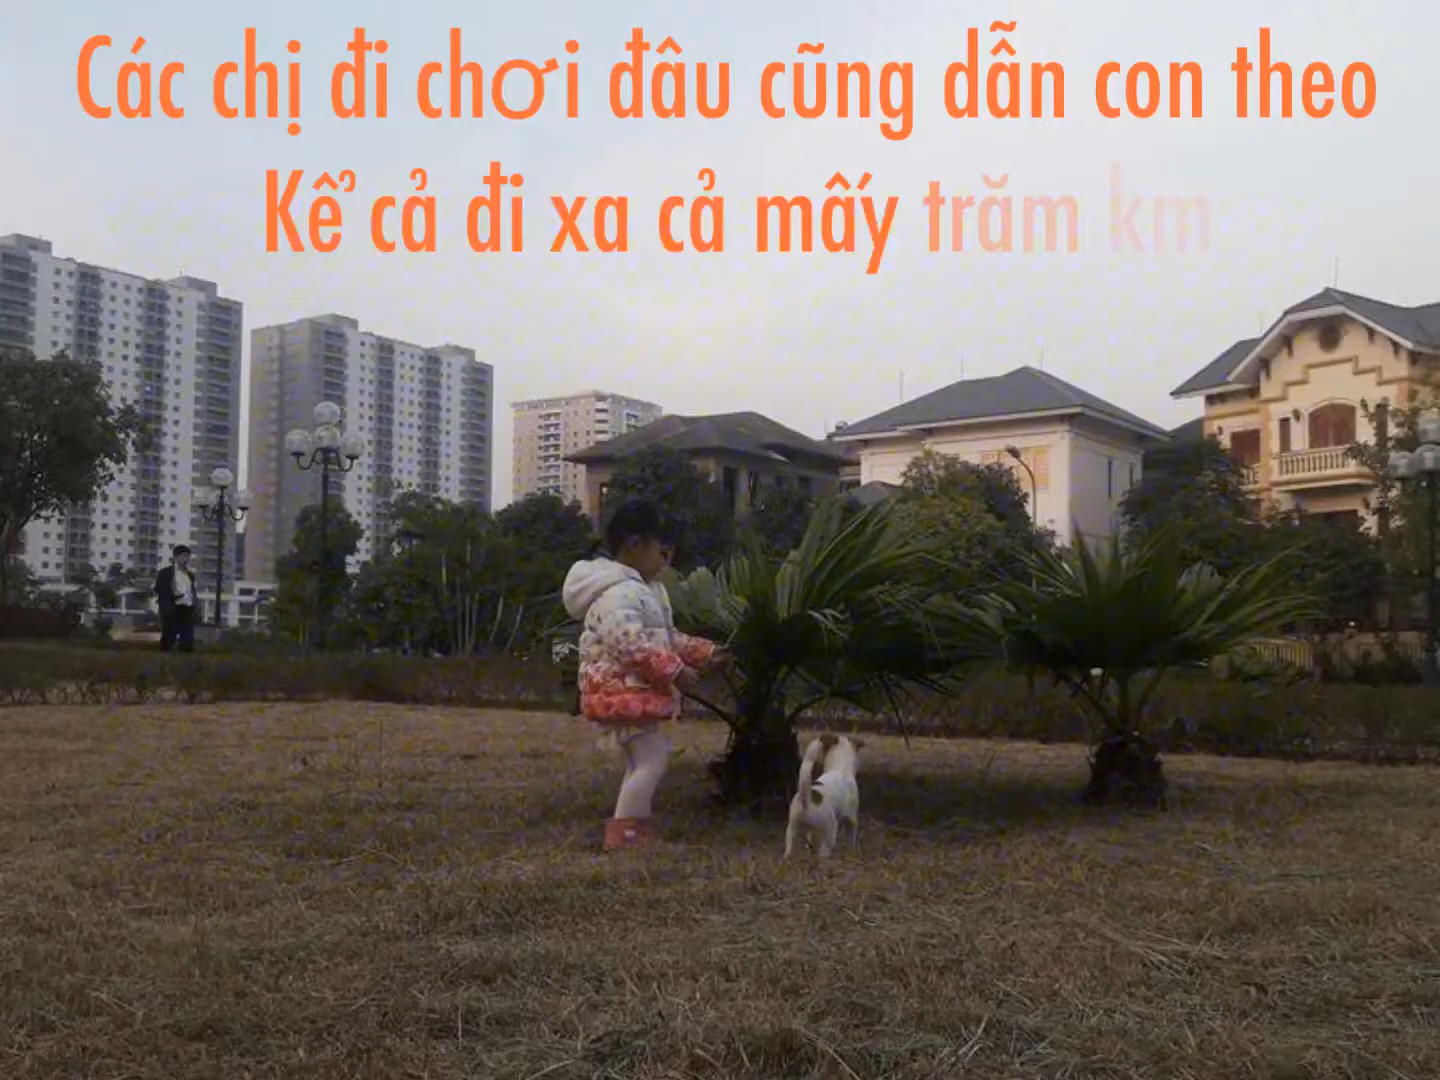 Các chị đi chơi đâu cũng dẫn con theo
Kể cả đi xa cả mấy trăm km